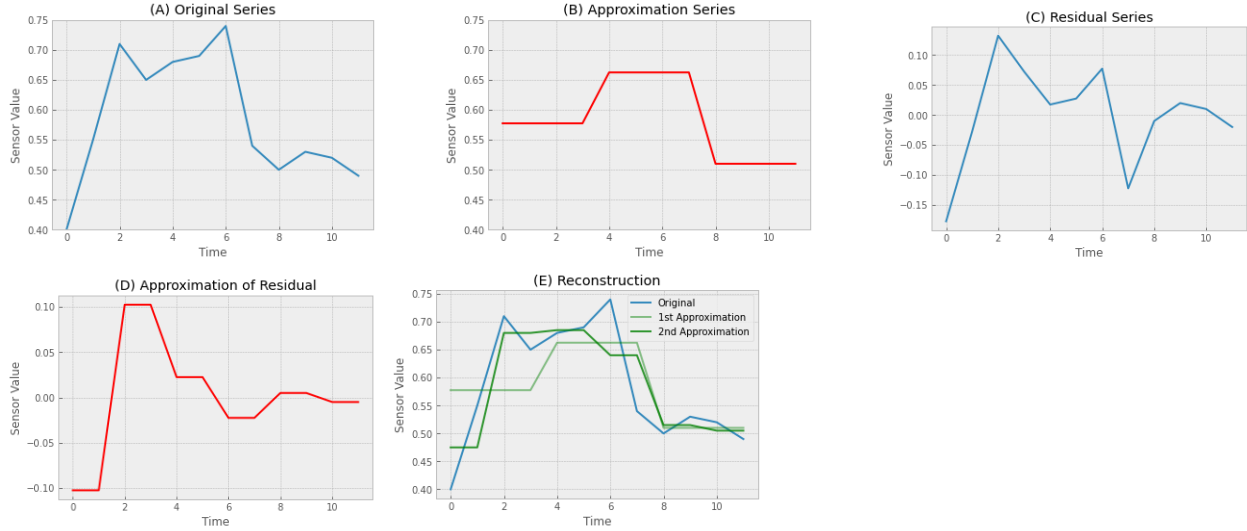 (A) Original Series
0.75
0.70
0.65
0.60
0.55
0.50
0.45
0.40
Sensor Value
0 2 4 6 8 10
Time
(B) Approximation Series
0.75
0.70
0.65
0.60
0.55
0.50
0.45
0.40
Sensor Value
0 2 4 6 8 10
Time
(C) Residual Series
0.10
0.05
0.00
−0.05
−0.10
−0.15
Sensor Value
0 2 4 6 8 10
Time
(D) Approximation of Residual
0.10
0.05
0.00
−0.05
−0.10
Sensor Value
0 2 4 6 8 10
Time
(E) Reconstruction
0.75
0.70
0.65
0.60
0.55
0.50
0.45
0.40
Sensor Value
Original
1st Approximation
2nd Approximation
0 2 4 6 8 10
Time